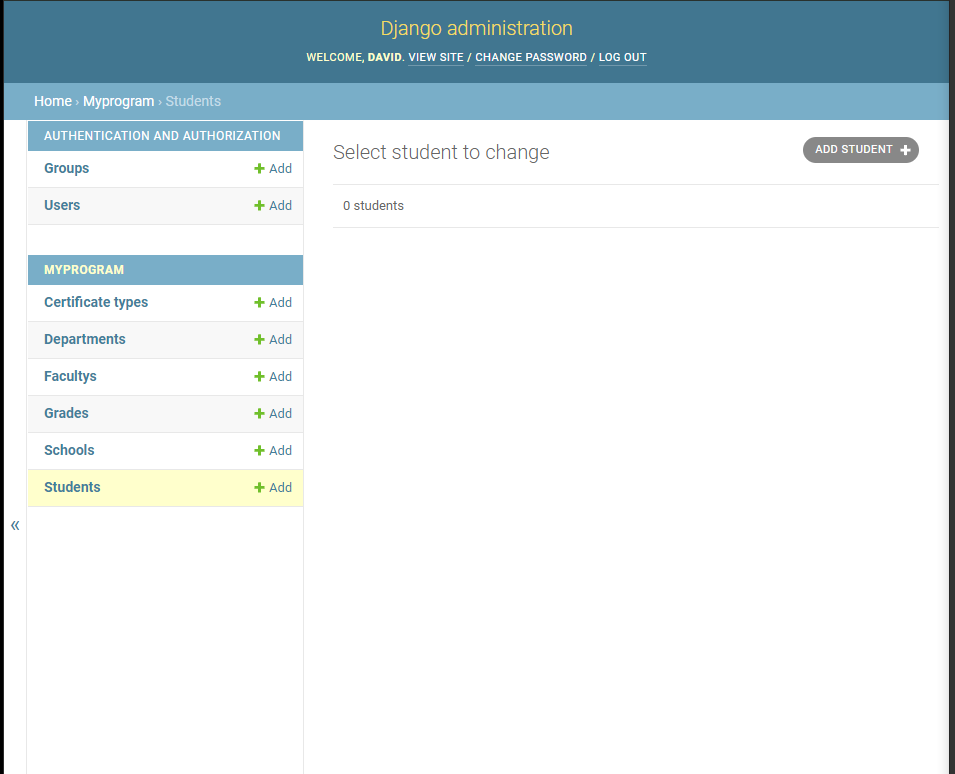 Django administration
WELCOME, DAVID. VIEW SITE / CHANGE PASSWORD / LOG OUT
Home › Myprogram › Students
AUTHENTICATION AND AUTHORIZATION
Groups + Add
Users + Add
MYPROGRAM
Certificate types + Add
Departments + Add
Facultys + Add
Grades + Add
Schools + Add
Students + Add
«
Select student to change
ADD STUDENT +
0 students